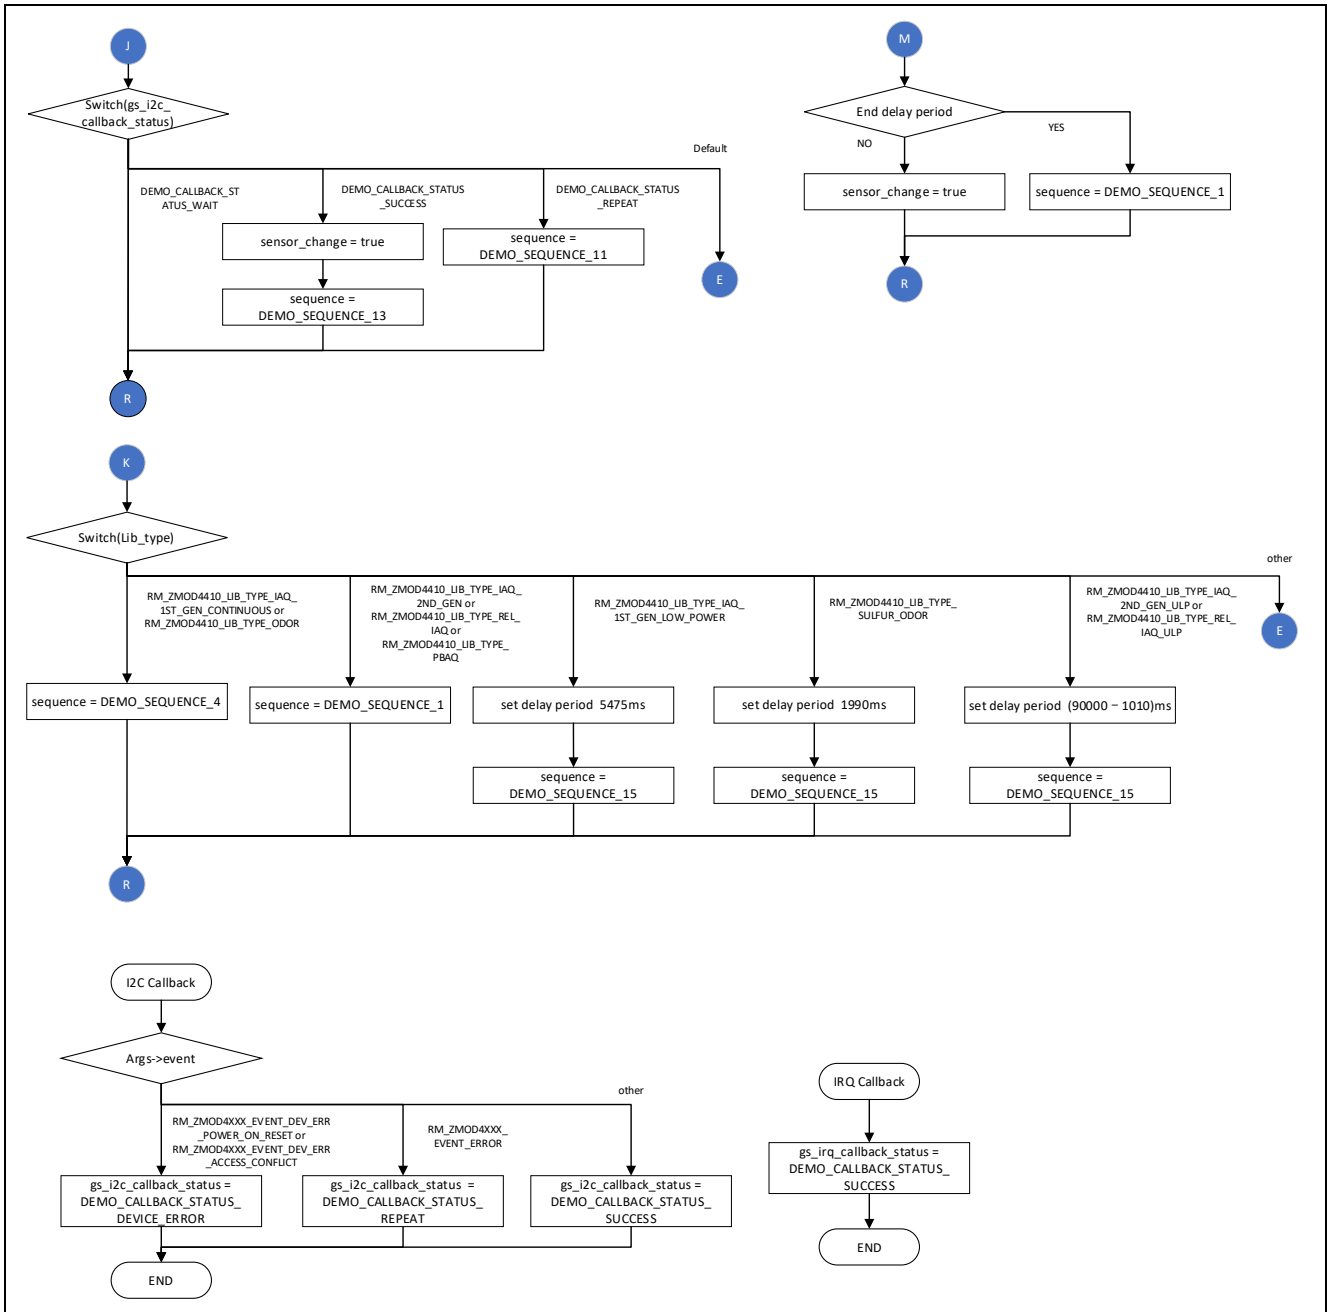 J
Switch(gs_i2c_
callback_status)
Default
DEMO_CALLBACK_ST
ATUS_WAIT
DEMO_CALLBACK_STATUS
_SUCCESS
DEMO_CALLBACK_STATUS
_REPEAT
sensor_change = true
sequence =
DEMO_SEQUENCE_11
sequence =
DEMO_SEQUENCE_13
E
R
M
End delay period
YES
NO
sensor_change = true
sequence = DEMO_SEQUENCE_1
R
K
Switch(Lib_type)
other
RM_ZMOD4410_LIB_TYPE_IAQ_
1ST_GEN_CONTINUOUS or
RM_ZMOD4410_LIB_TYPE_ODOR
RM_ZMOD4410_LIB_TYPE_IAQ_
2ND_GEN or
RM_ZMOD4410_LIB_TYPE_REL_
IAQ or
RM_ZMOD4410_LIB_TYPE_
PBAQ
RM_ZMOD4410_LIB_TYPE_IAQ_
1ST_GEN_LOW_POWER
RM_ZMOD4410_LIB_TYPE_
SULFUR_ODOR
RM_ZMOD4410_LIB_TYPE_IAQ_
2ND_GEN_ULP or
RM_ZMOD4410_LIB_TYPE_REL_
IAQ_ULP
E
sequence = DEMO_SEQUENCE_4
sequence = DEMO_SEQUENCE_1
set delay period 5475ms
set delay period 1990ms
set delay period (90000 – 1010)ms
sequence =
DEMO_SEQUENCE_15
sequence =
DEMO_SEQUENCE_15
sequence =
DEMO_SEQUENCE_15
R
I2C Callback
Args->event
other
RM_ZMOD4XXX_EVENT_DEV_ERR
_POWER_ON_RESET or
RM_ZMOD4XXX_EVENT_DEV_ERR
_ACCESS_CONFLICT
RM_ZMOD4XXX_
EVENT_ERROR
gs_i2c_callback_status =
DEMO_CALLBACK_STATUS_
DEVICE_ERROR
gs_i2c_callback_status =
DEMO_CALLBACK_STATUS_
REPEAT
gs_i2c_callback_status =
DEMO_CALLBACK_STATUS_
SUCCESS
END
IRQ Callback
gs_irq_callback_status =
DEMO_CALLBACK_STATUS_
SUCCESS
END